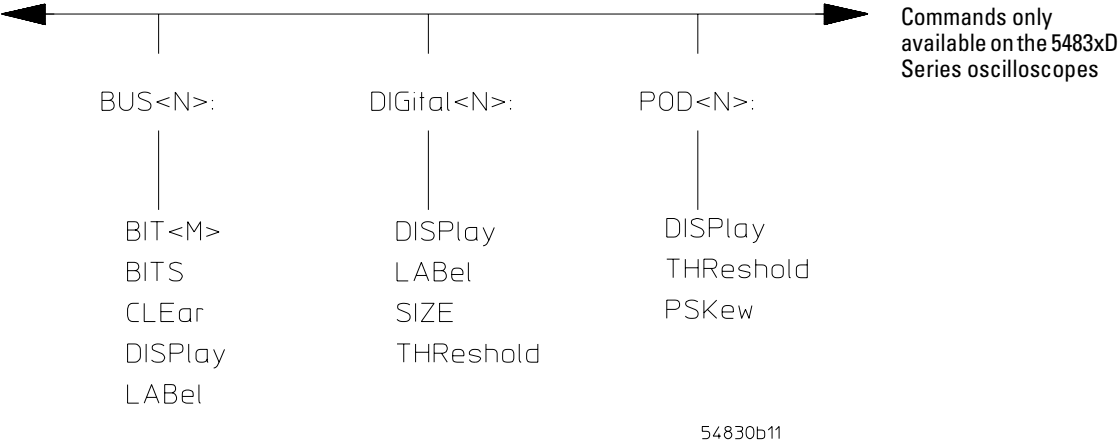 Commands only
available on the 5483xD
Series oscilloscopes
BUS<N>:
BIT<M>
BITS
CLEar
DISPlay
LABel
DIGital<N>:
DISPlay
LABel
SIZE
THReshold
POD<N>:
DISPlay
THReshold
PSKew
54830b11